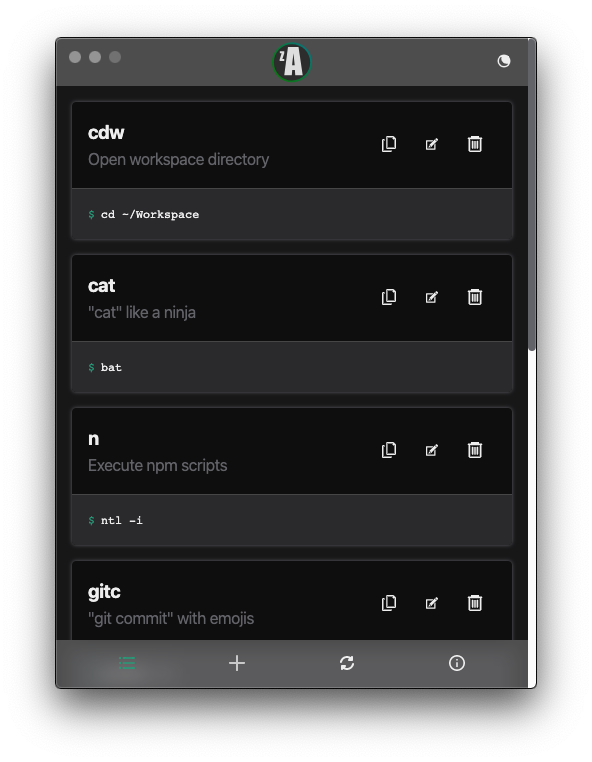 zA
cdw
Open workspace directory
$ cd ~/Workspace
cat
"cat" like a ninja
$ bat
n
Execute npm scripts
$ ntl -i
gitc
"git commit" with emojis